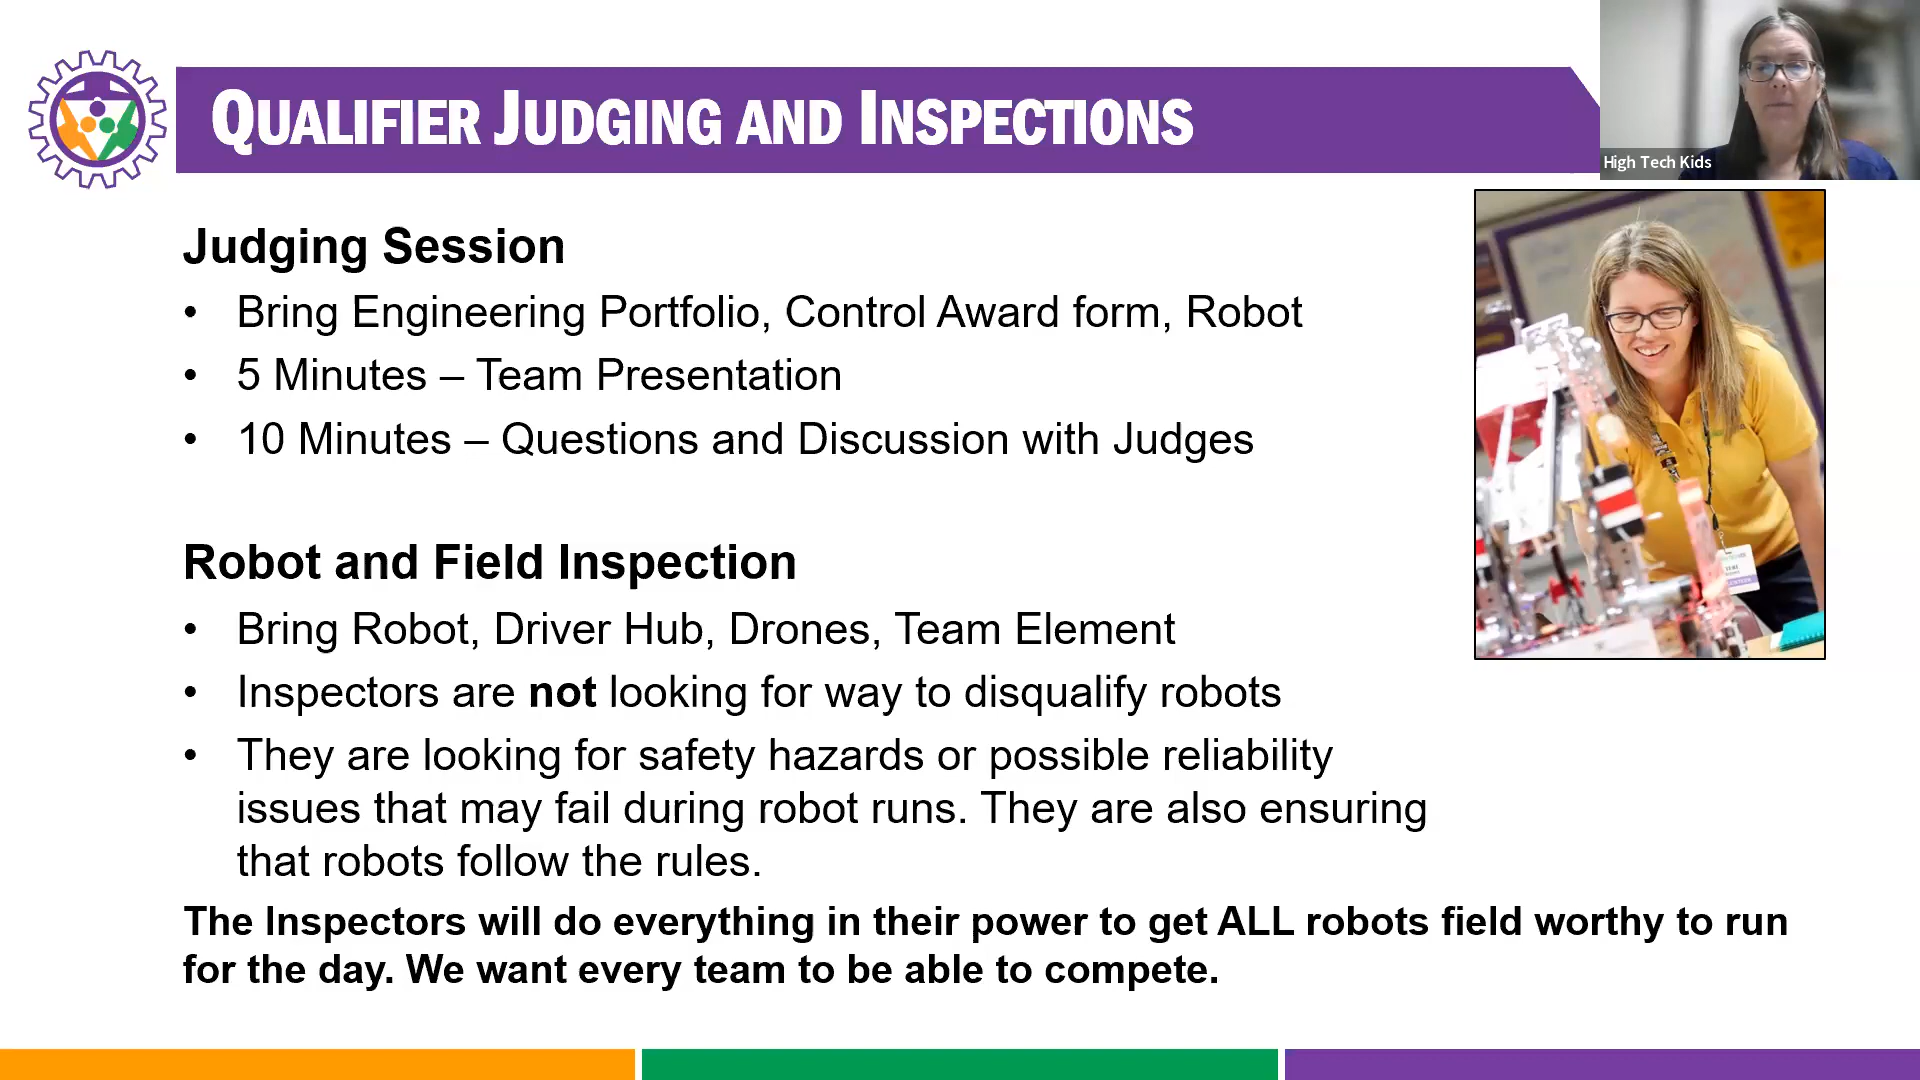 QUALIFIER JUDGING AND INSPECTIONS
High Tech Kids
Judging Session
• Bring Engineering Portfolio, Control Award form, Robot
• 5 Minutes – Team Presentation
• 10 Minutes – Questions and Discussion with Judges
Robot and Field Inspection
• Bring Robot, Driver Hub, Drones, Team Element
• Inspectors are not looking for way to disqualify robots
• They are looking for safety hazards or possible reliability
issues that may fail during robot runs. They are also ensuring
that robots follow the rules.
The Inspectors will do everything in their power to get ALL robots field worthy to run
for the day. We want every team to be able to compete.